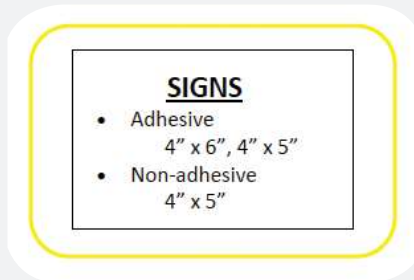 SIGNS
• Adhesive
4” x 6”, 4” x 5”
• Non-adhesive
4” x 5”